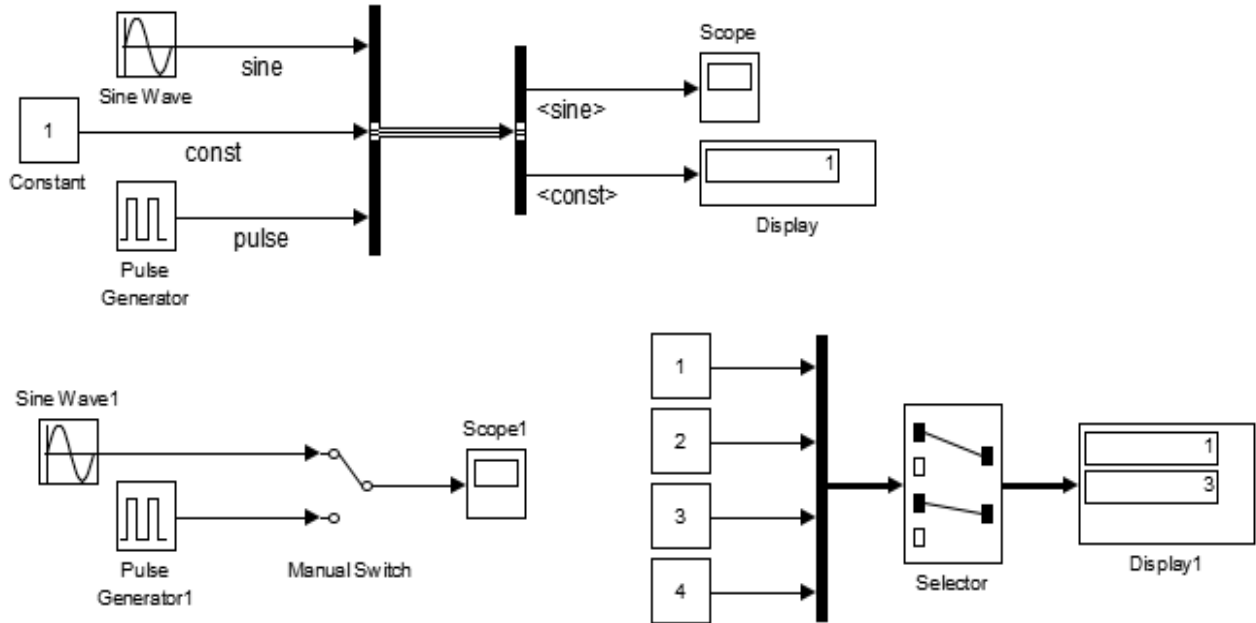 Scope
sine
<sine>
Sine Wave
1
const
1
Constant
<const>
pulse
Display
Pulse
Generator
1
Sine Wave1
Scope1
2
1
3
3
Pulse
Generator1
Manual Switch
4
Selector
Display1